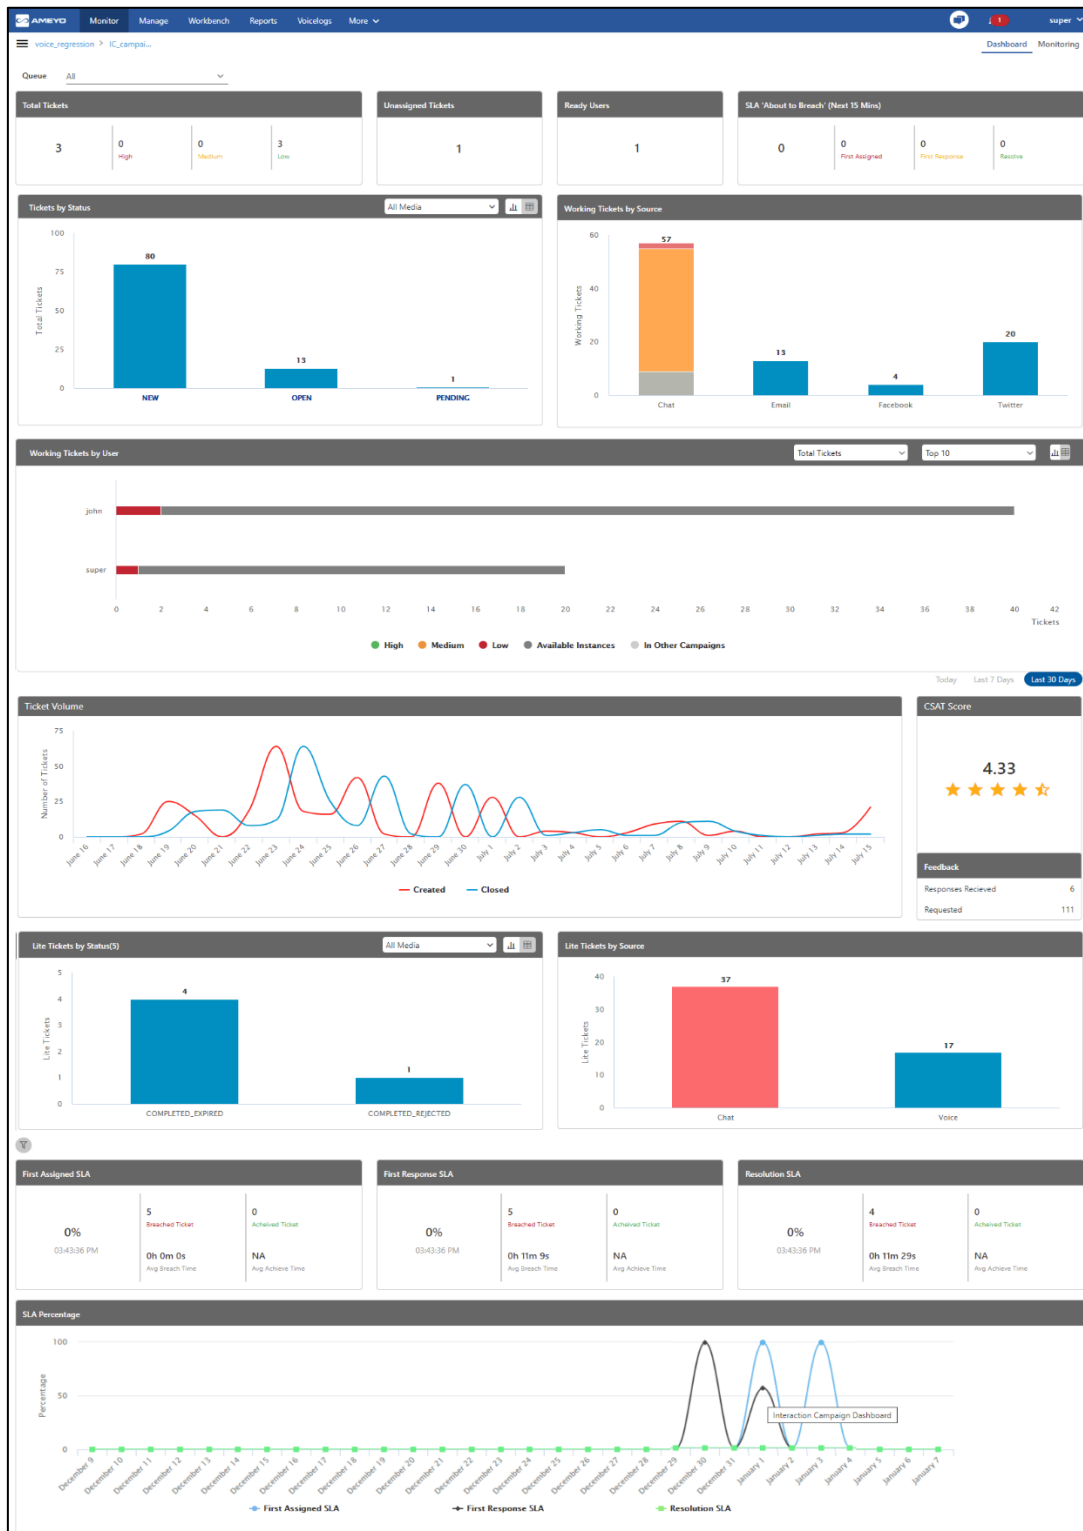 AMEYO Monitor Manage Workbench Reports Voicelogs More 1 super
voice_regression > IC_campai... Dashboard Monitoring
Queue All
Total Tickets Unassigned Tickets Ready Users SLA 'About to Breach' (Next 15 Mins)
3 0 0 3 1 1 0 0 0 0
High Medium Low First Assigned First Response Resolve
Tickets by Status All Media Working Tickets by Source
100
75
50
25
0
Total Tickets
80 13 1
NEW OPEN PENDING
60
40
20
0
Working Tickets
57 13 4 20
Chat Email Facebook Twitter
Working Tickets by User Total Tickets Top 10
john
super
0 2 4 6 8 10 12 14 16 18 20 22 24 26 28 30 32 34 36 38 40 42
Tickets
High Medium Low Available Instances In Other Campaigns
Today Last 7 Days Last 30 Days
Ticket Volume CSAT Score
75
50
25
0
Number of Tickets
June 16 June 17 June 18 June 19 June 20 June 21 June 22 June 23 June 24 June 25 June 26 June 27 June 28 June 29 June 30 July 1 July 2 July 3 July 4 July 5 July 6 July 7 July 8 July 9 July 10 July 11 July 12 July 13 July 14 July 15
Created Closed
4.33
Feedback
Responses Recieved 6
Requested 111
Lite Tickets by Status(5) All Media Lite Tickets by Source
5
4
3
2
1
0
Lite Tickets
4 1
COMPLETED_EXPIRED COMPLETED_REJECTED
40
30
20
10
0
Lite Tickets
37 17
Chat Voice
First Assigned SLA First Response SLA Resolution SLA
0% 5 0 0% 5 0 0% 4 0
Breached Ticket Acheived Ticket Breached Ticket Acheived Ticket Breached Ticket Acheived Ticket
03:43:36 PM 0h 0m 0s NA 03:43:36 PM 0h 11m 9s NA 03:43:36 PM 0h 11m 29s NA
Avg Breach Time Avg Achieve Time Avg Breach Time Avg Achieve Time Avg Breach Time Avg Achieve Time
SLA Percentage
100
50
0
Percentage
Interaction Campaign Dashboard
December 9 December 10 December 11 December 12 December 13 December 14 December 15 December 16 December 17 December 18 December 19 December 20 December 21 December 22 December 23 December 24 December 25 December 26 December 27 December 28 December 29 December 30 December 31 January 1 January 2 January 3 January 4 January 5 January 6 January 7
First Assigned SLA First Response SLA Resolution SLA